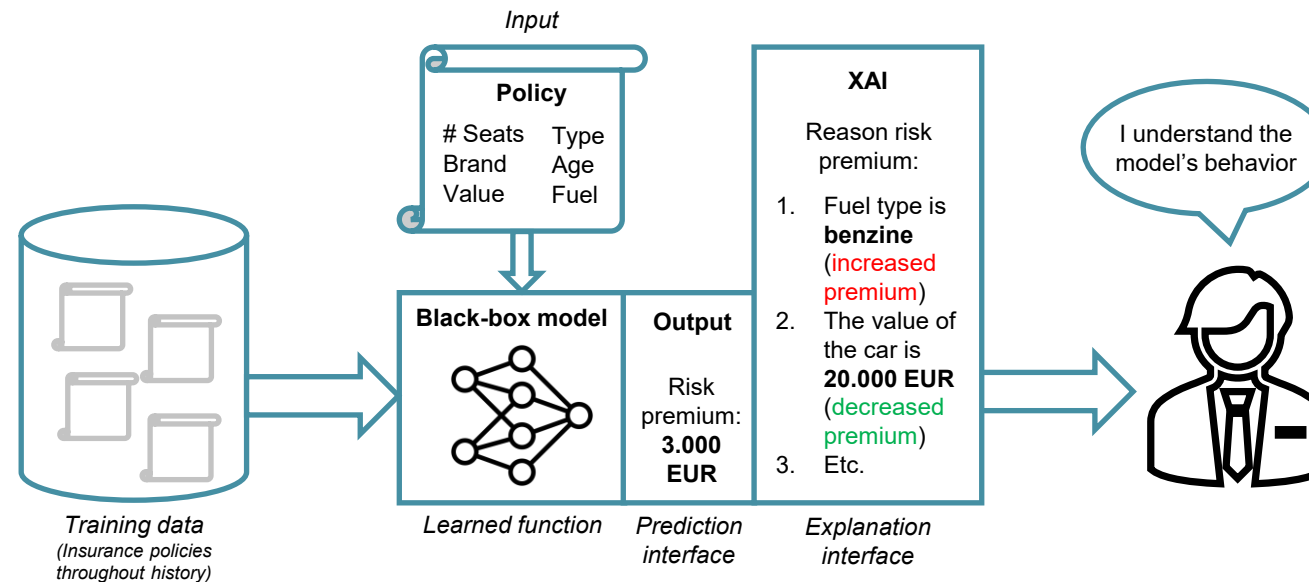 Input
Policy
# Seats
Brand
Value
Type
Age
Fuel
Training data
(Insurance policies
throughout history)
Black-box model
Learned function
Output
Risk
premium:
3.000
EUR
Prediction
interface
XAI
Reason risk
premium:
1. Fuel type is
benzine
(increased
premium)
2. The value of
the car is
20.000 EUR
(decreased
premium)
3. Etc.
Explanation
interface
I understand the
model's behavior